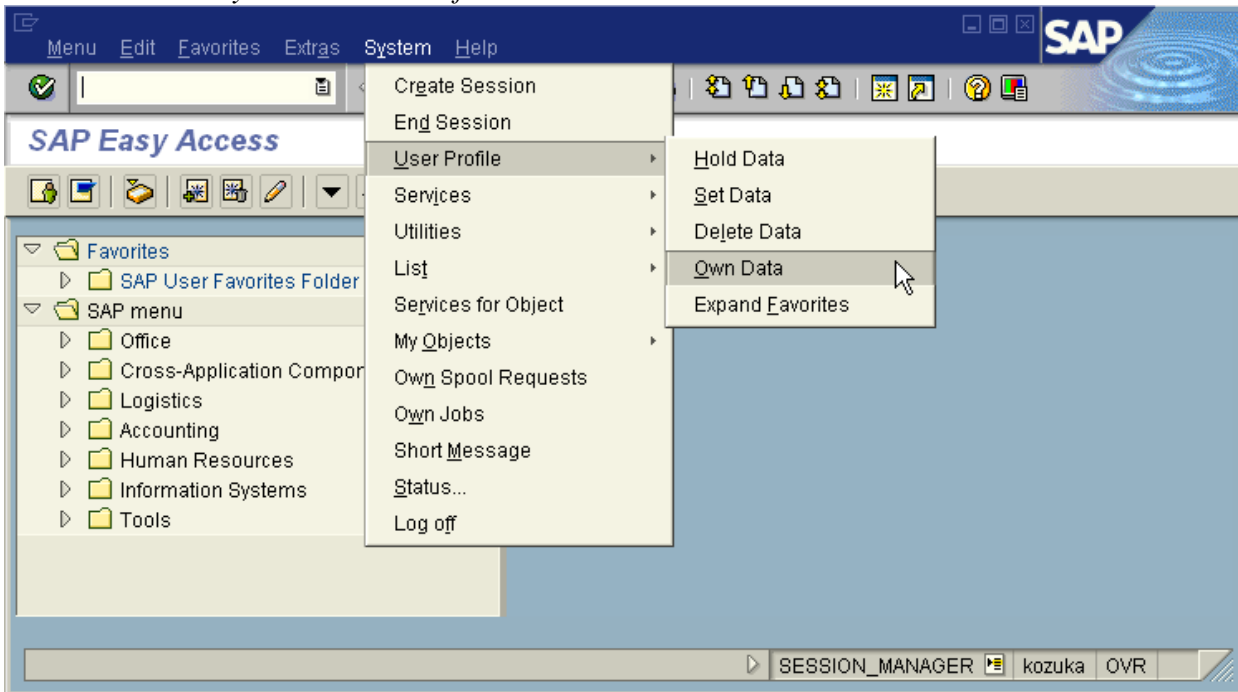 Menu Edit Favorites Extras System Help
SAP
SAP Easy Access
Create Session
End Session
User Profile
Services
Utilities
List
Services for Object
My Objects
Own Spool Requests
Own Jobs
Short Message
Status...
Log off
Hold Data
Set Data
Delete Data
Own Data
Expand Favorites
Favorites
SAP User Favorites Folder
SAP menu
Office
Cross-Application Compor
Logistics
Accounting
Human Resources
Information Systems
Tools
SESSION_MANAGER kozuka OVR